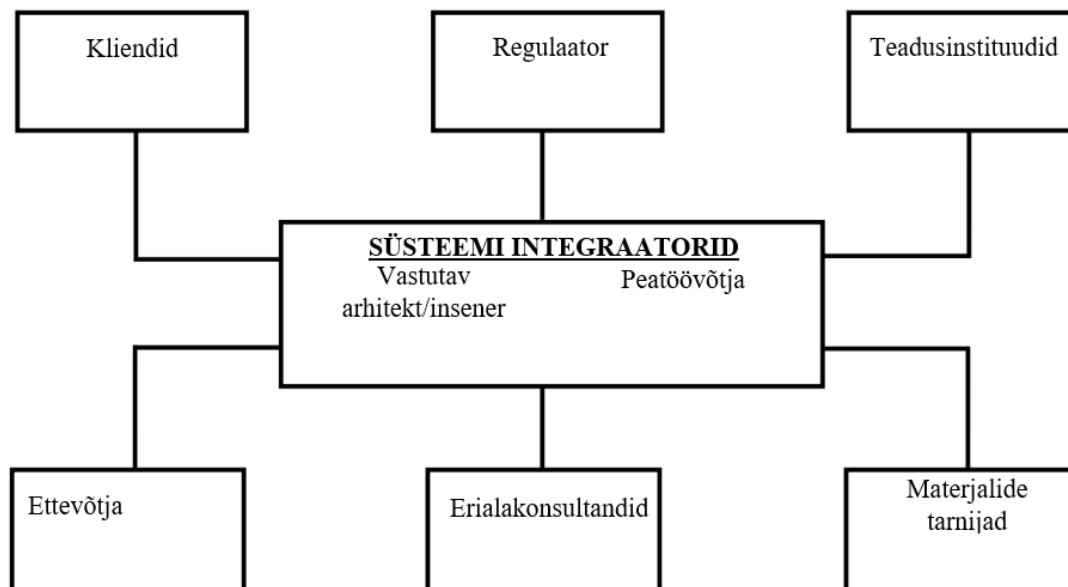 Kliendid
Regulaator
Teadusinstituudid
SÜSTEEMI INTEGRAATORID
Vastutav
arhitekt/insener
Peatöövõtja
Ettevõtja
Erialakonsultandid
Materjalide
tarnijad